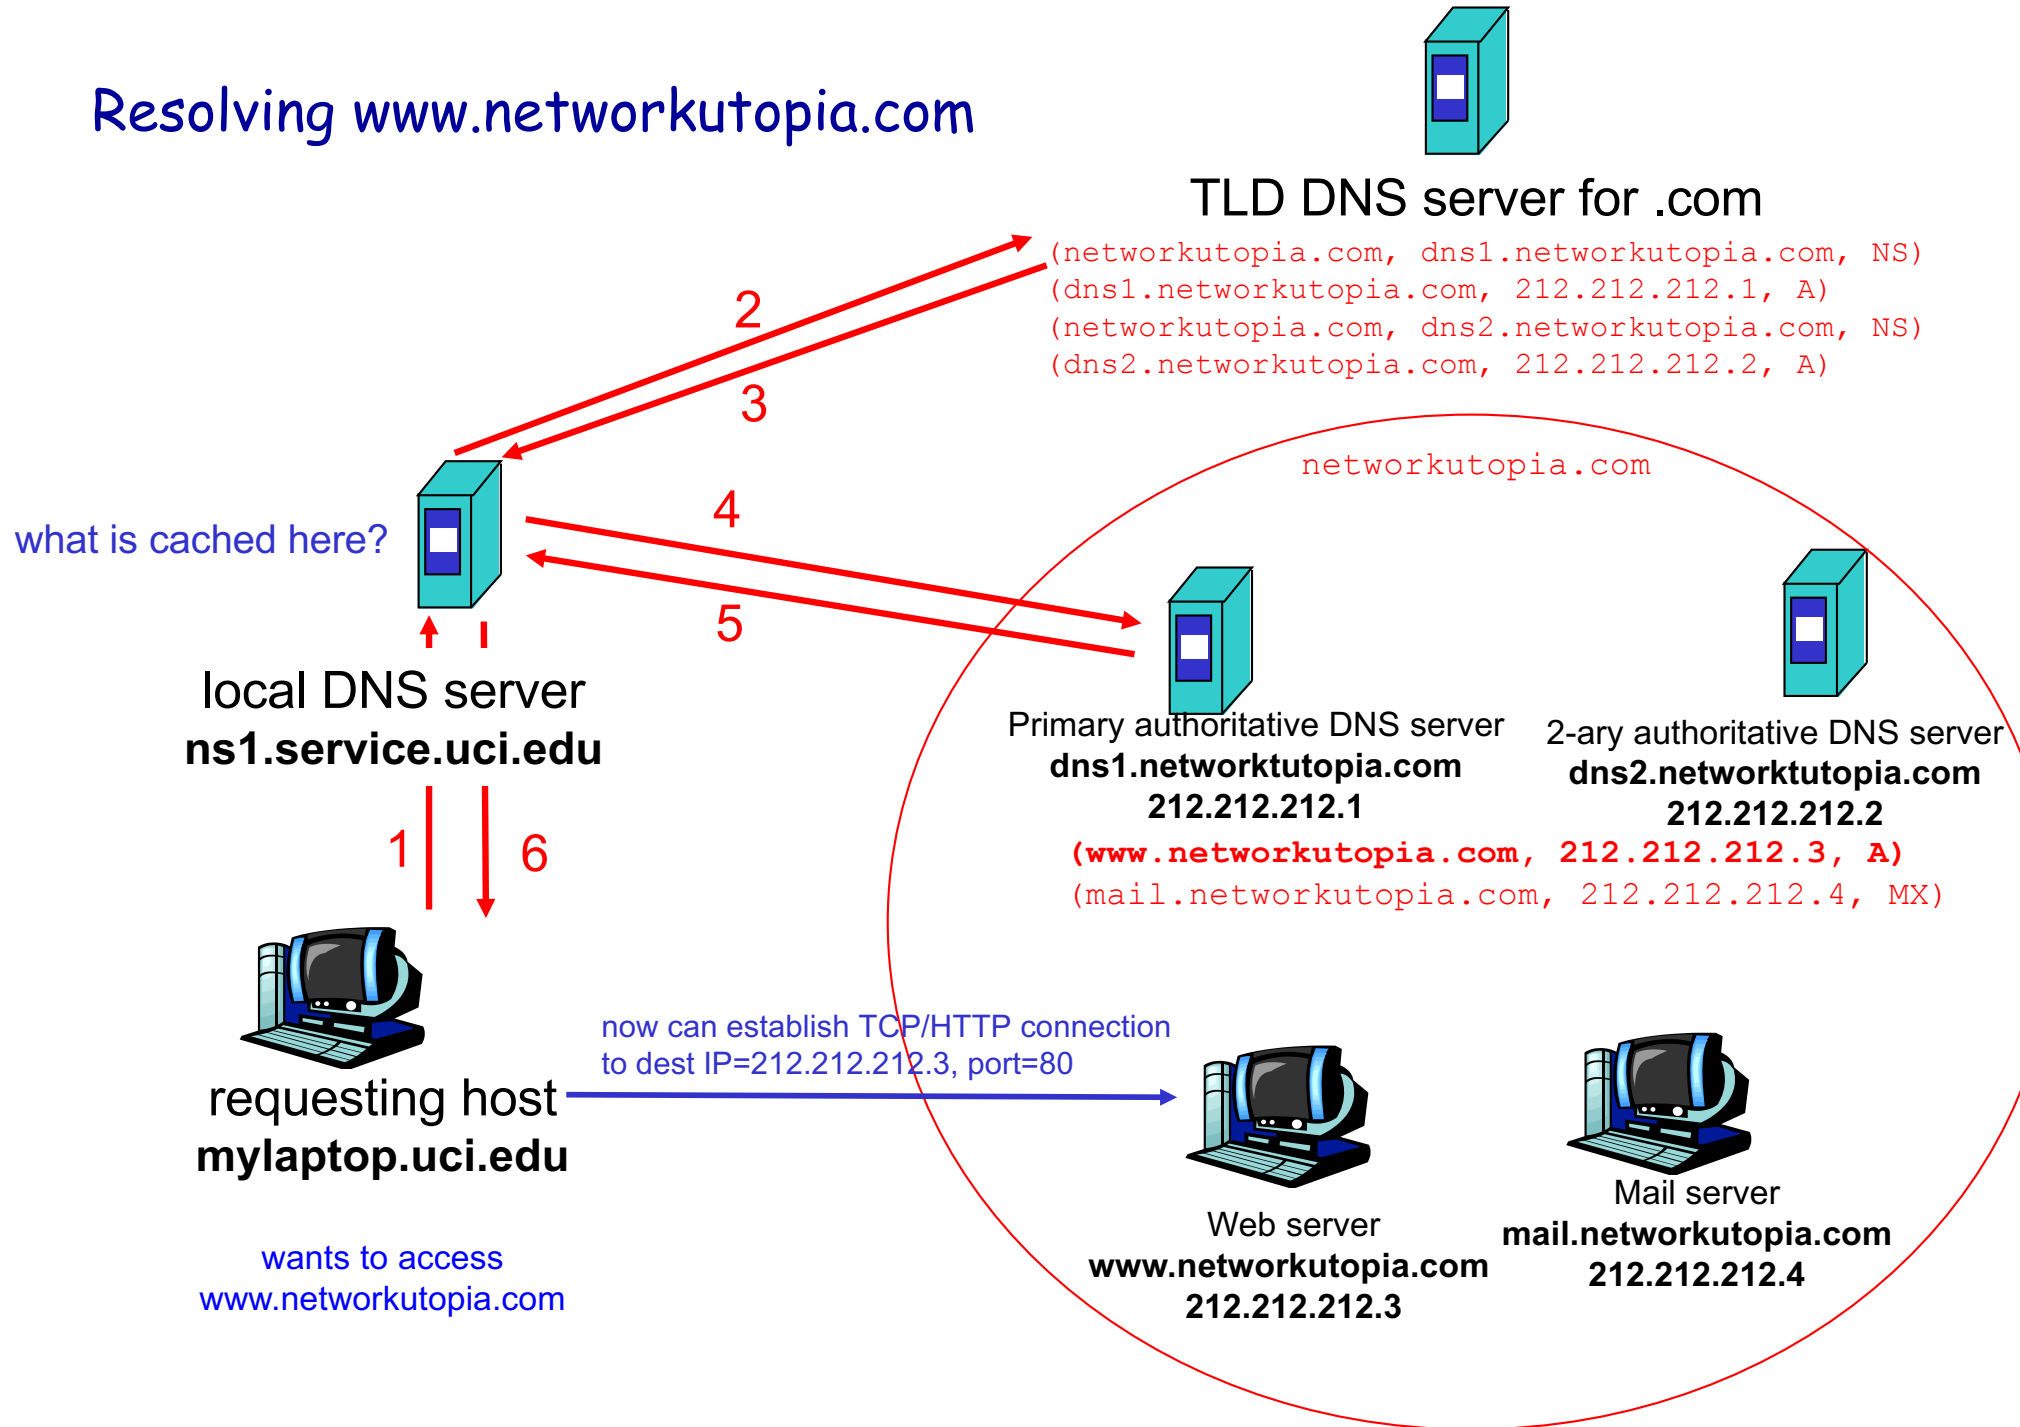 Resolving www.networkutopia.com
TLD DNS server for .com
(networkutopia.com, dns1.networkutopia.com, NS)
(dns1.networkutopia.com, 212.212.212.1, A)
(networkutopia.com, dns2.networkutopia.com, NS)
(dns2.networkutopia.com, 212.212.212.2, A)
2
3
networkutopia.com
what is cached here?
4
5
local DNS server
ns1.service.uci.edu
Primary authoritative DNS server
dns1.networktutopia.com
212.212.212.1
2-ary authoritative DNS server
dns2.networktutopia.com
212.212.212.2
(www.networkutopia.com, 212.212.212.3, A)
(mail.networkutopia.com, 212.212.212.4, MX)
1
6
now can establish TCP/HTTP connection
to dest IP=212.212.212.3, port=80
requesting host
mylaptop.uci.edu
wants to access
www.networkutopia.com
Web server
www.networkutopia.com
212.212.212.3
Mail server
mail.networkutopia.com
212.212.212.4